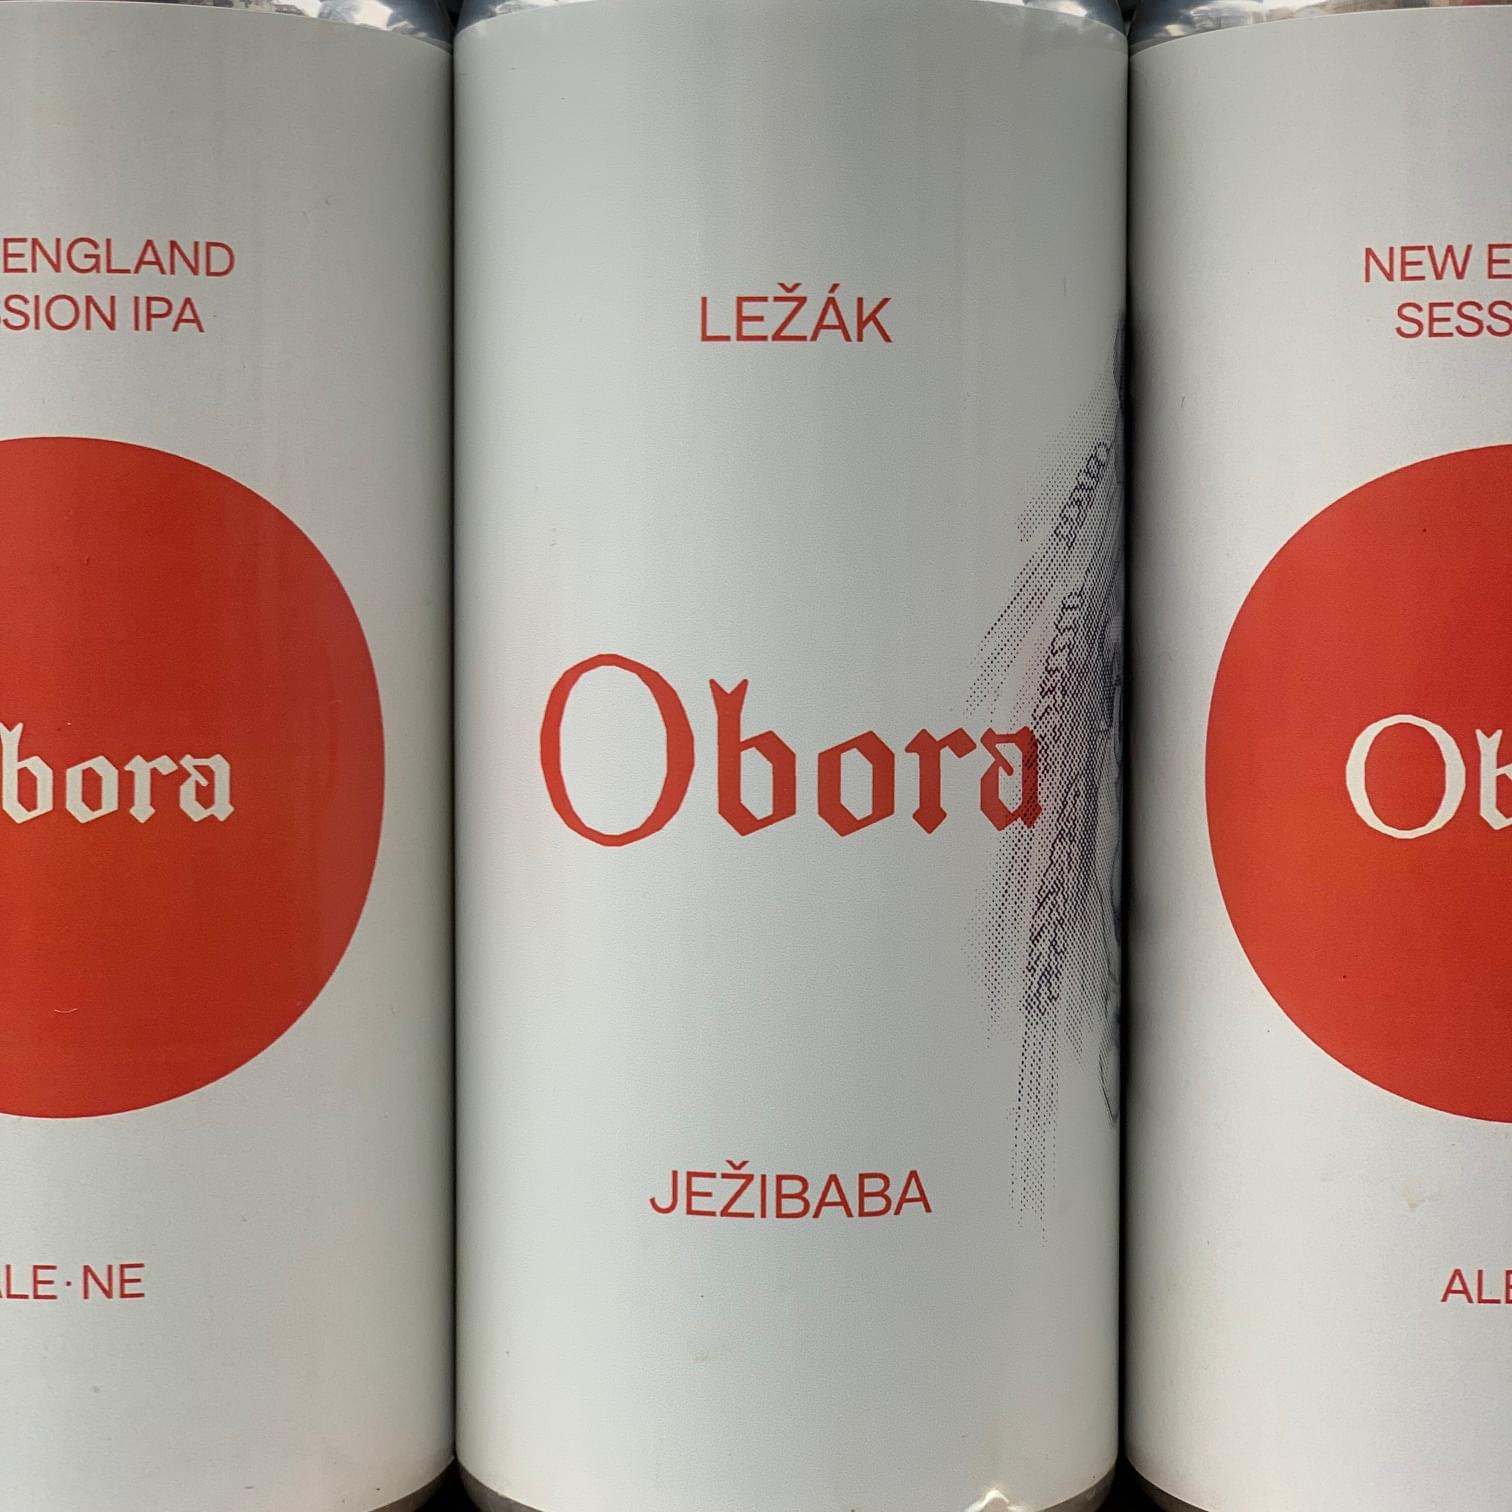 ENGLAND
SSION IPA
bora
ALE·NE
LEŽÁK
Obora
JEŽIBABA
NEW E
SESS
Ob
ALE